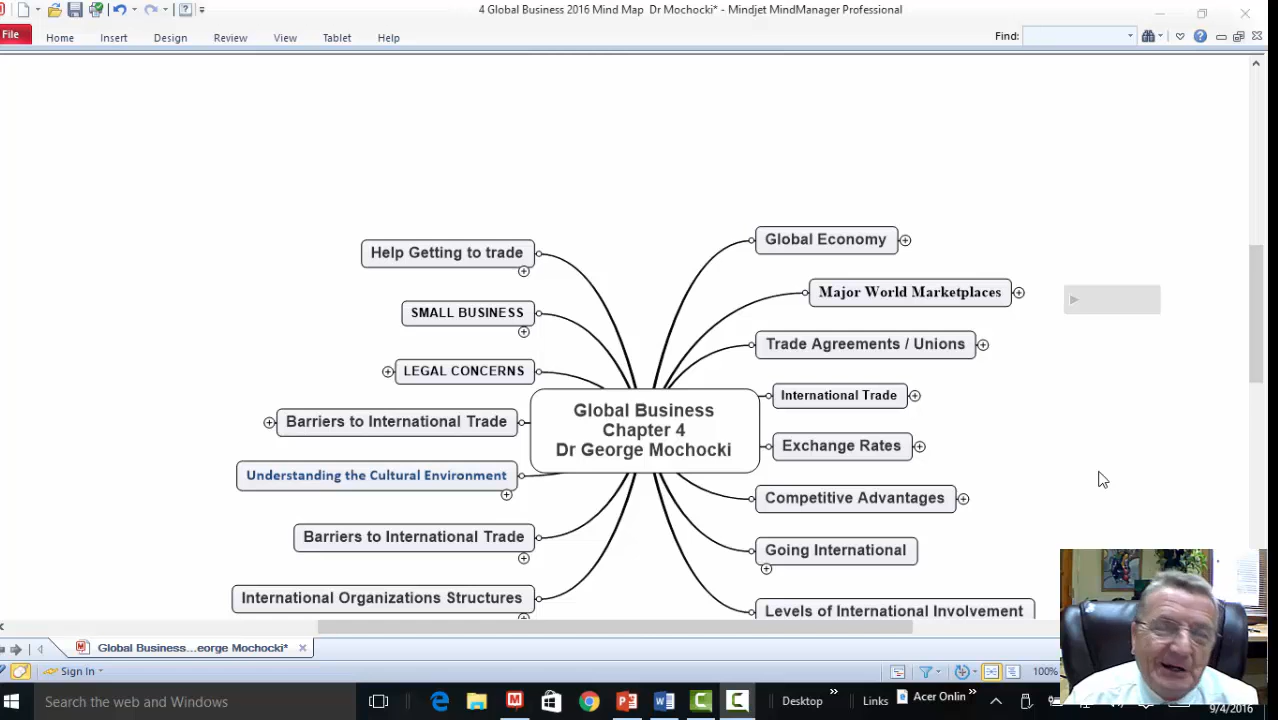 4 Global Business 2016 Mind Map Dr Mochocki* - Mindjet MindManager Professional
File Home Insert Design Review View Tablet Help Find:
Help Getting to trade
SMALL BUSINESS
LEGAL CONCERNS
Barriers to International Trade
Understanding the Cultural Environment
Barriers to International Trade
International Organizations Structures
Global Business
Chapter 4
Dr George Mochocki
Global Economy
Major World Marketplaces
Trade Agreements / Unions
International Trade
Exchange Rates
Competitive Advantages
Going International
Levels of International Involvement
Global Business...eorge Mochocki*
Sign In
100%
Search the web and Windows
Desktop
Links
Acer Onlin
9/4/2016